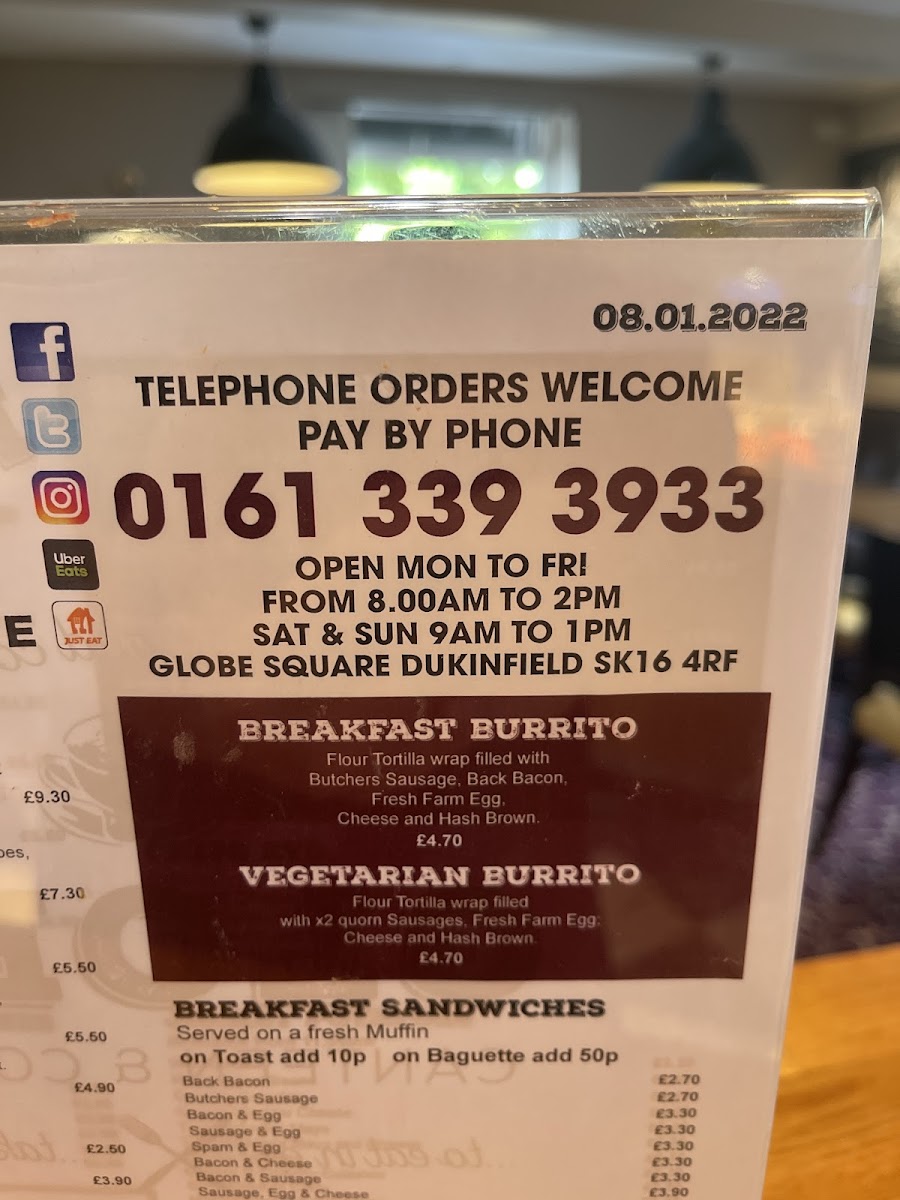 08.01.2022
TELEPHONE ORDERS WELCOME
PAY BY PHONE
0161 339 3933
OPEN MON TO FRI
FROM 8.00AM TO 2PM
SAT & SUN 9AM TO 1PM
GLOBE SQUARE DUKINFIELD SK16 4RF
f
t
Uber
Eats
E
JUST EAT
£9.30
£7.30
£5.50
£5.50
£4.90
£2.50
£3.90
BREAKFAST BURRITO
Flour Tortilla wrap filled with
Butchers Sausage, Back Bacon,
Fresh Farm Egg,
Cheese and Hash Brown.
£4.70
VEGETARIAN BURRITO
Flour Tortilla wrap filled
with x2 quorn Sausages, Fresh Farm Egg.
Cheese and Hash Brown.
£4.70
BREAKFAST SANDWICHES
Served on a fresh Muffin
on Toast add 10p on Baguette add 50p
Back Bacon £2.70
Butchers Sausage £2.70
Bacon & Egg £3.30
Sausage & Egg £3.30
Spam & Egg £3.30
Bacon & Cheese £3.30
Bacon & Sausage £3.30
Sausage, Egg & Cheese £3.90